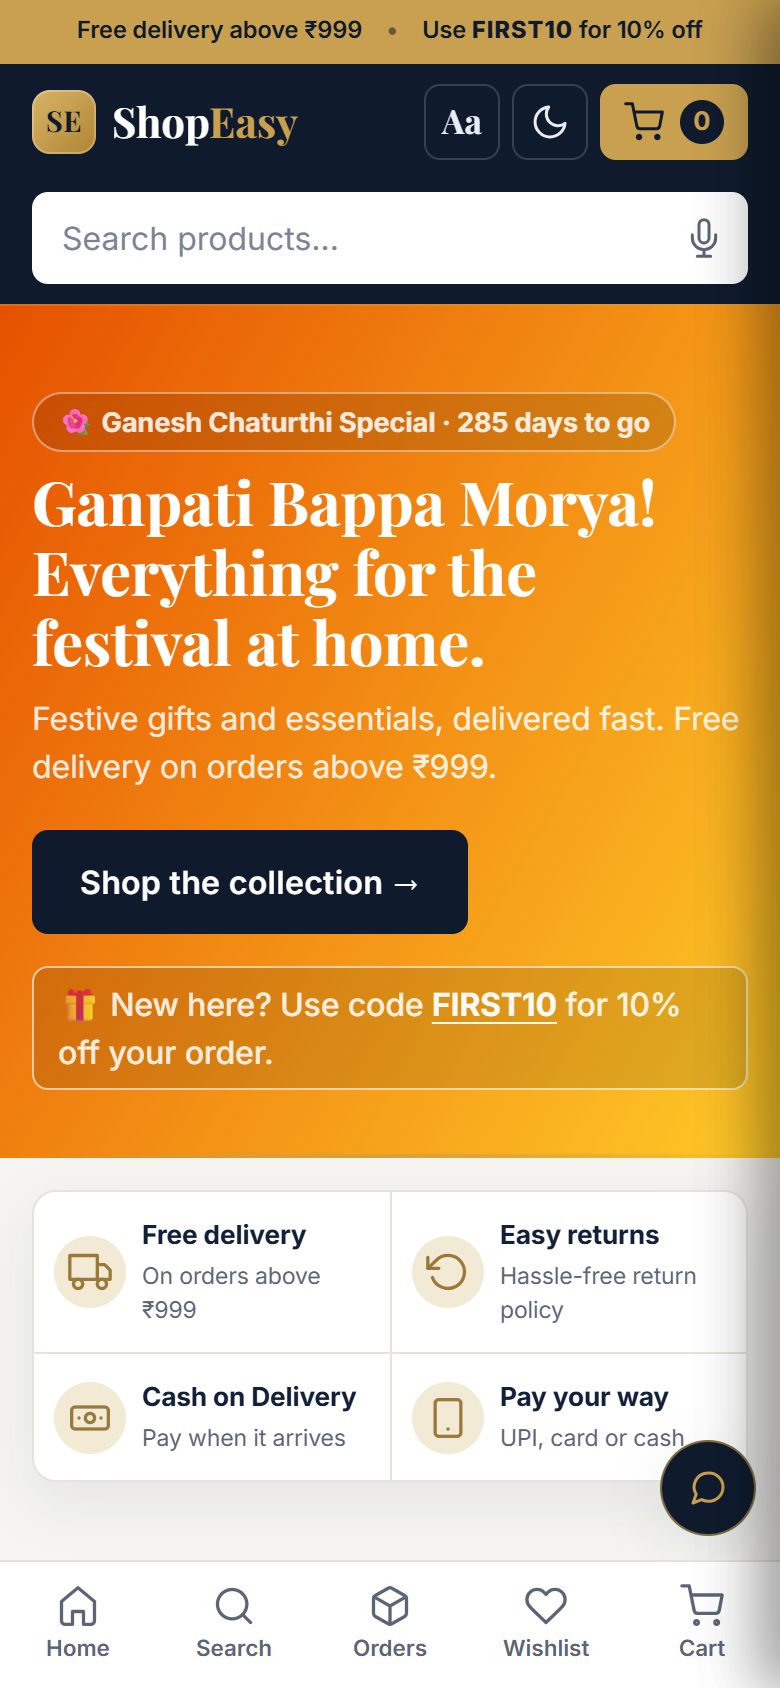 Free delivery above ₹999 • Use FIRST10 for 10% off
SE ShopEasy Aa 0
Search products...
Ganesh Chaturthi Special · 285 days to go
Ganpati Bappa Morya!
Everything for the
festival at home.
Festive gifts and essentials, delivered fast. Free
delivery on orders above ₹999.
Shop the collection →
New here? Use code FIRST10 for 10%
off your order.
Free delivery
On orders above
₹999
Easy returns
Hassle-free return
policy
Cash on Delivery
Pay when it arrives
Pay your way
UPI, card or cash
Home Search Orders Wishlist Cart